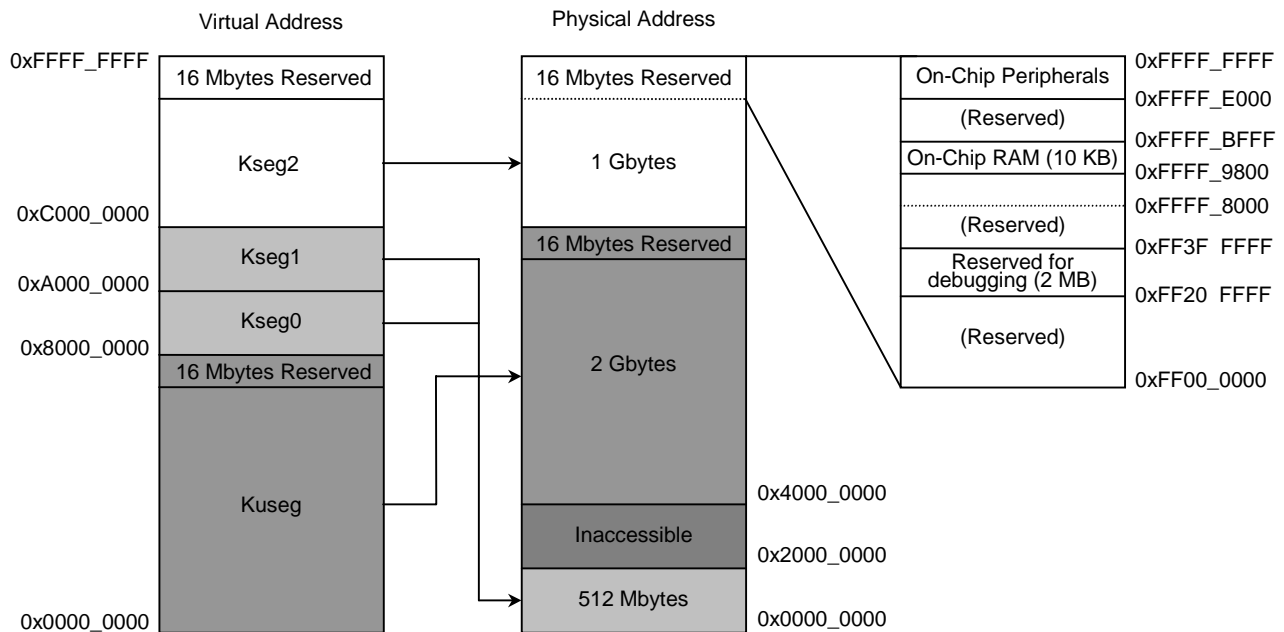 Virtual Address
0xFFFF_FFFF
16 Mbytes Reserved
Kseg2
0xC000_0000
Kseg1
0xA000_0000
Kseg0
0x8000_0000
16 Mbytes Reserved
Kuseg
0x0000_0000
Physical Address
16 Mbytes Reserved
1 Gbytes
16 Mbytes Reserved
2 Gbytes
0x4000_0000
Inaccessible
0x2000_0000
512 Mbytes
0x0000_0000
On-Chip Peripherals
0xFFFF_FFFF
0xFFFF_E000
(Reserved)
0xFFFF_BFFF
On-Chip RAM (10 KB)
0xFFFF_9800
0xFFFF_8000
(Reserved)
0xFF3F FFFF
Reserved for
debugging (2 MB)
0xFF20 FFFF
(Reserved)
0xFF00_0000